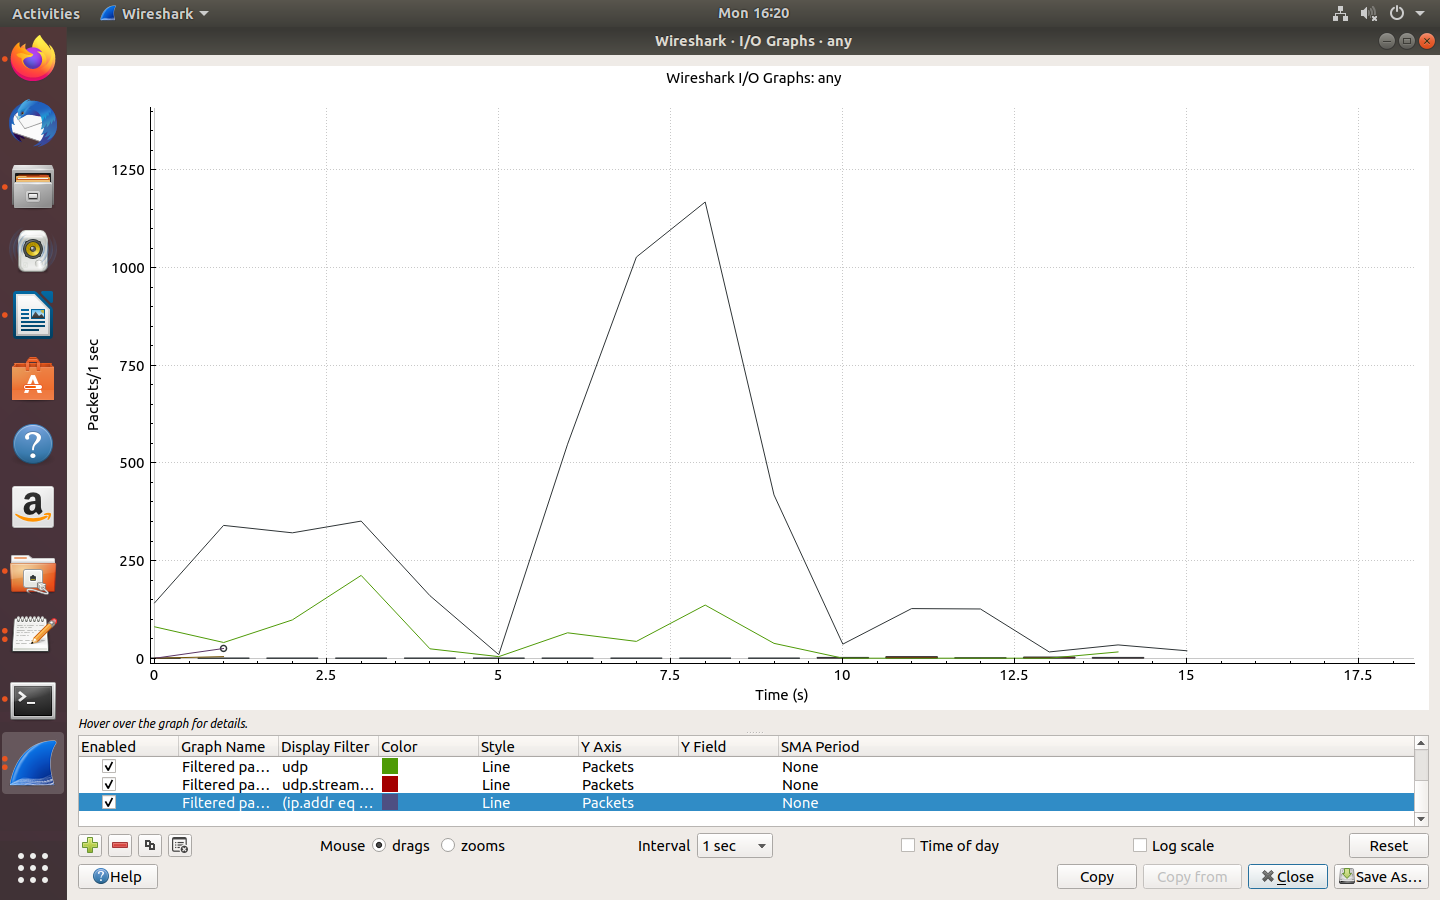 Activities Wireshark Mon 16:20
Wireshark · I/O Graphs · any
Wireshark I/O Graphs: any
1250
1000
750
500
250
0
Packets/1 sec
0 2.5 5 7.5 10 12.5 15 17.5
Time (s)
Hover over the graph for details.
Enabled Graph Name Display Filter Color Style Y Axis Y Field SMA Period
Filtered pa... udp Line Packets None
Filtered pa... udp.stream... Line Packets None
Filtered pa... (ip.addr eq ... Line Packets None
Mouse drags zooms Interval 1 sec Time of day Log scale Reset
Help Copy Copy from Close Save As...